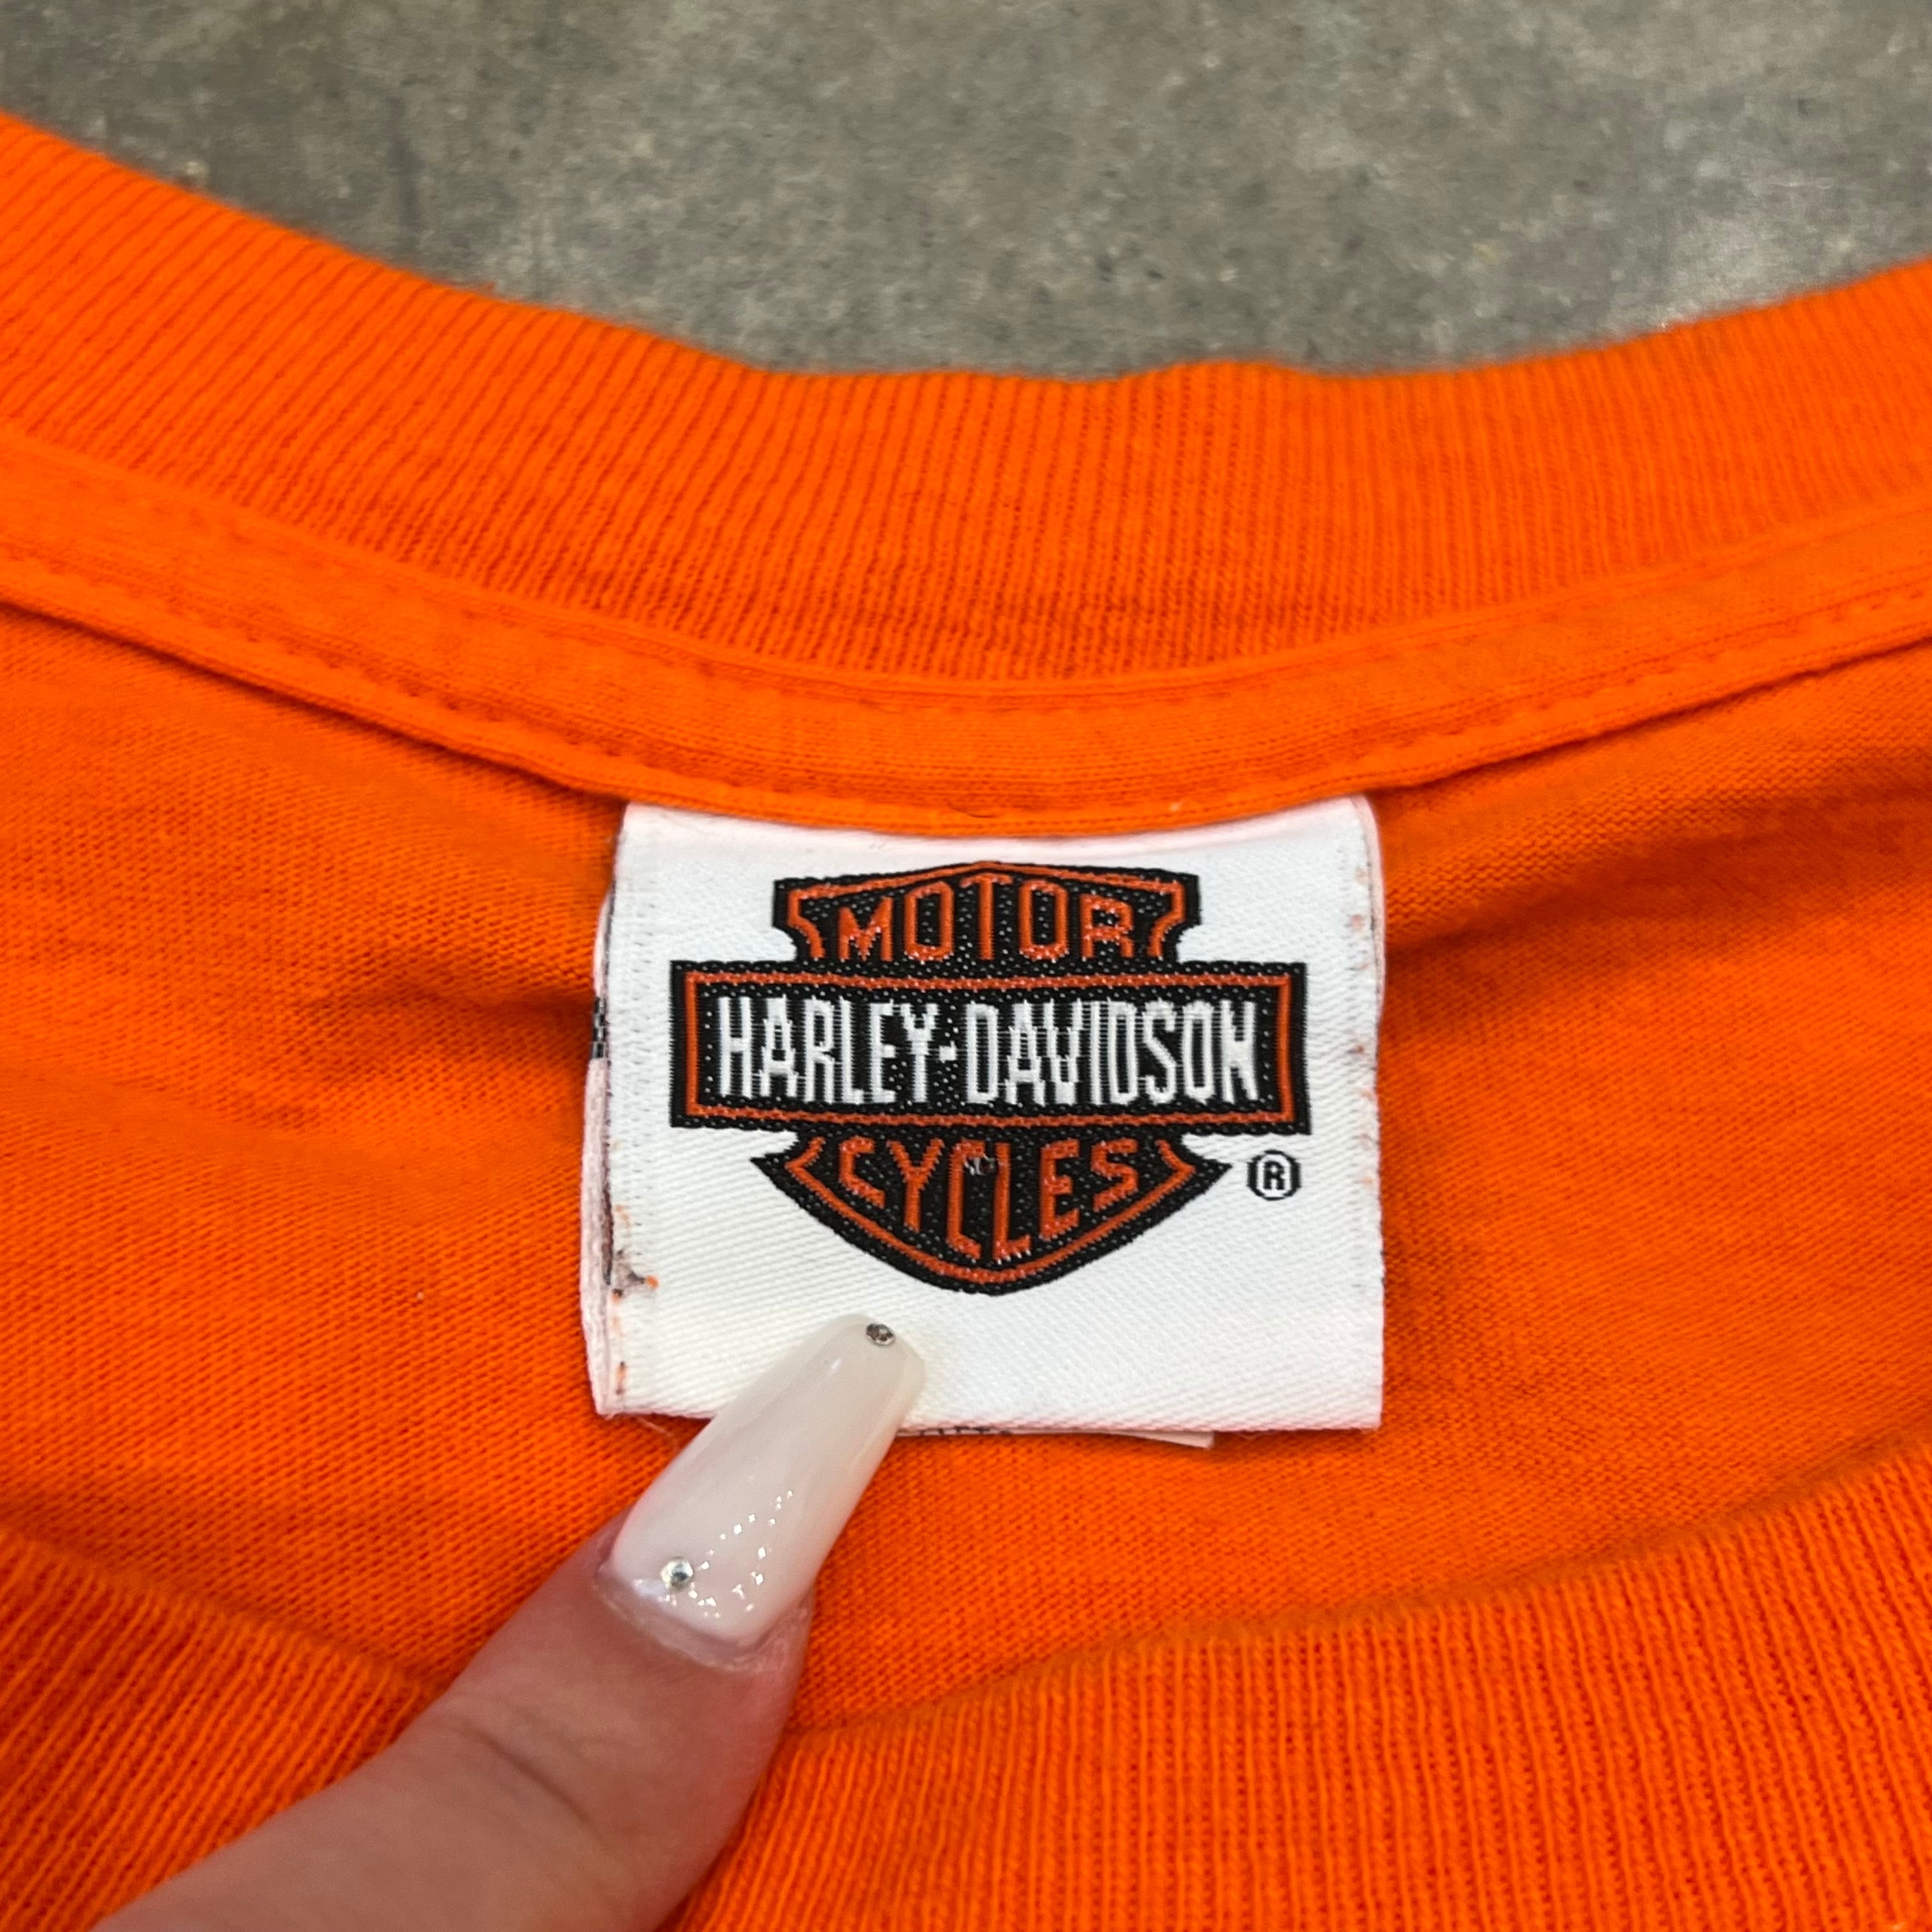 MOTOR
HARLEY-DAVIDSON
CYCLES
®